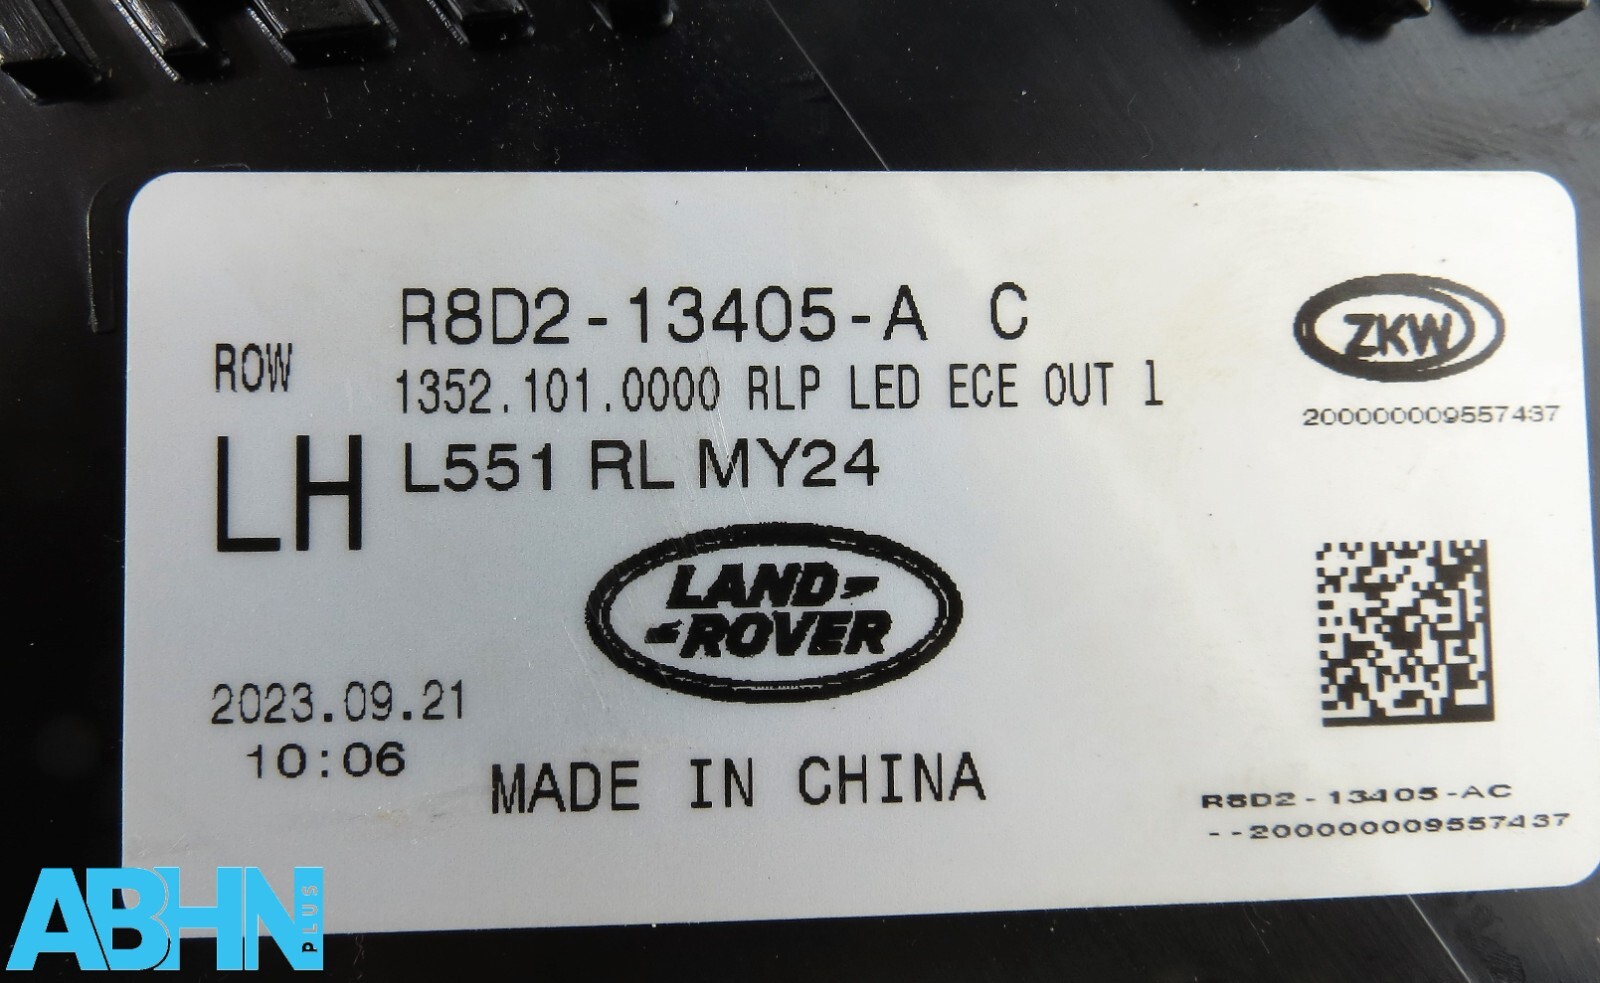 R8D2-13405-A C
ROW
1352.101.0000 RLP LED ECE OUT 1
LH
L551 RL MY24
ZKW
200000009557437
LAND-
-ROVER
2023.09.21
10:06
MADE IN CHINA
R8D2-13405-AC
--200000009557437
ABHN
PLUS